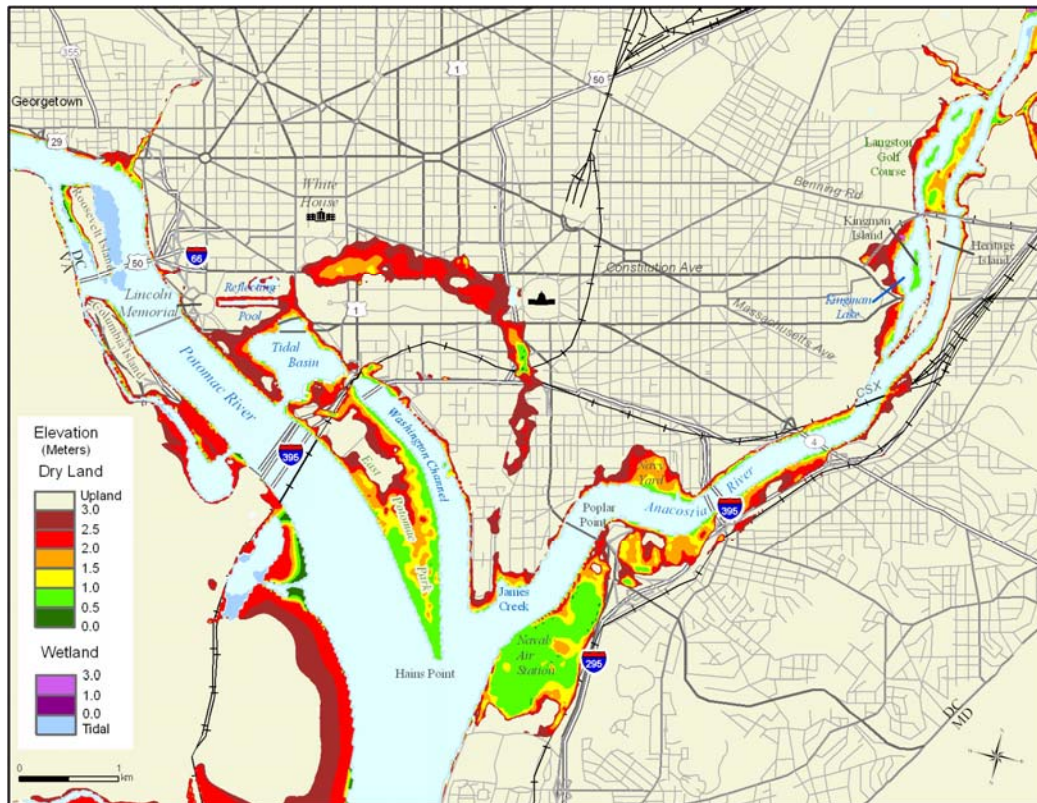 355
Georgetown
29
1
50
Langston
Golf
Course
Benning Rd
White
House
Roosevelt Island
Kingman
Island
DC
VA
50
66
Heritage
Island
Constitution Ave
Lincoln
Memorial
Reflecting
Pool
1
Kingman
Lake
Massachusetts Ave
Columbia Island
Tidal
Basin
Potomac River
CSX
Washington Channel
4
Elevation
(Meters)
Dry Land
Upland
3.0
2.5
2.0
1.5
1.0
0.5
0.0
395
East
Potomac
Park
Navy
Yard
Anacostia River
395
Poplar
Point
James
Creek
Naval
Air
Station
295
Hains Point
Wetland
3.0
1.0
0.0
Tidal
DC
MD
0 1
km